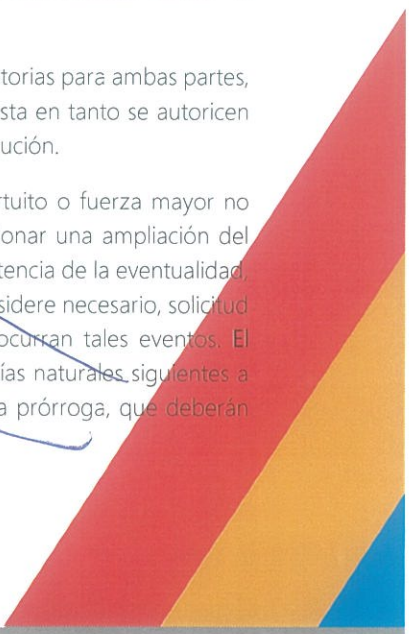 torias para ambas partes,
sta en tanto se autoricen
ución.
rtuito o fuerza mayor no
onar una ampliación del
tencia de la eventualidad,
sidere necesario, solicitud
ocurran tales eventos. El
ías naturales siguientes a
a prórroga, que deberán